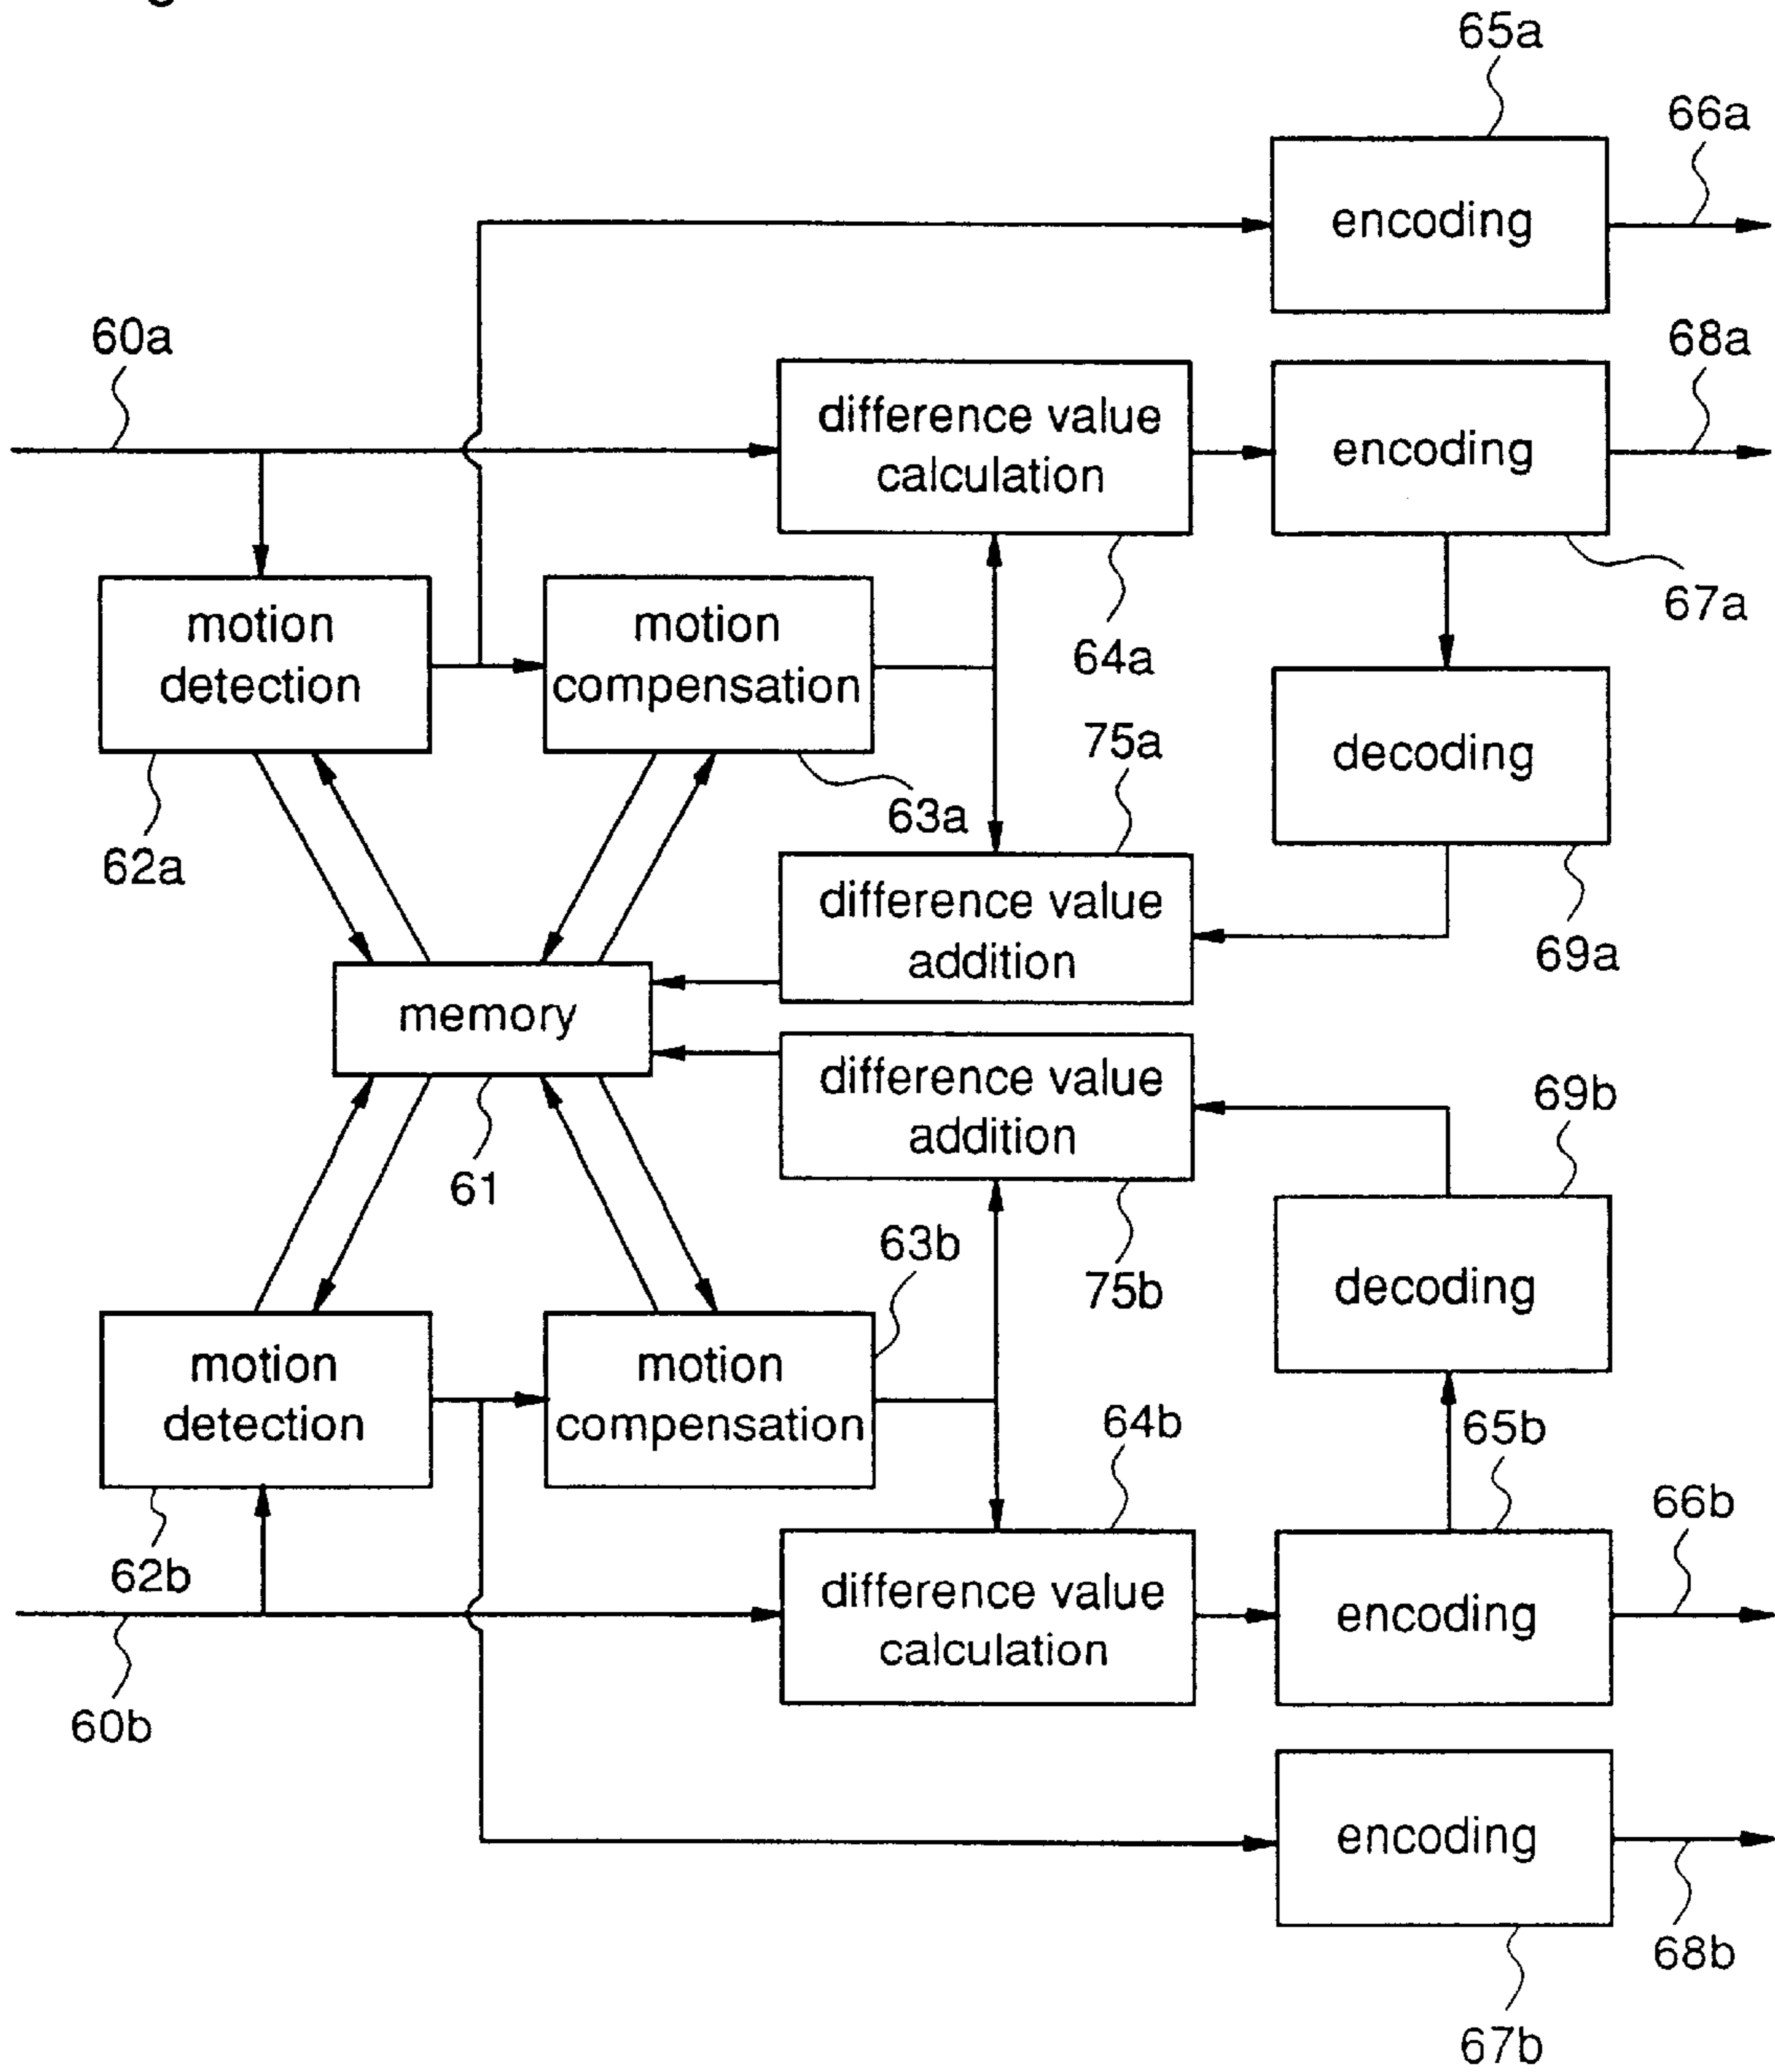 65a
66a
encoding
60a
68a
difference value
calculation
encoding
67a
motion
detection
motion
compensation
64a
75a
decoding
63a
62a
difference value
addition
69a
memory
difference value
addition
69b
61
63b
75b
decoding
motion
detection
motion
compensation
64b
65b
66b
62b
difference value
calculation
encoding
60b
encoding
68b
67b